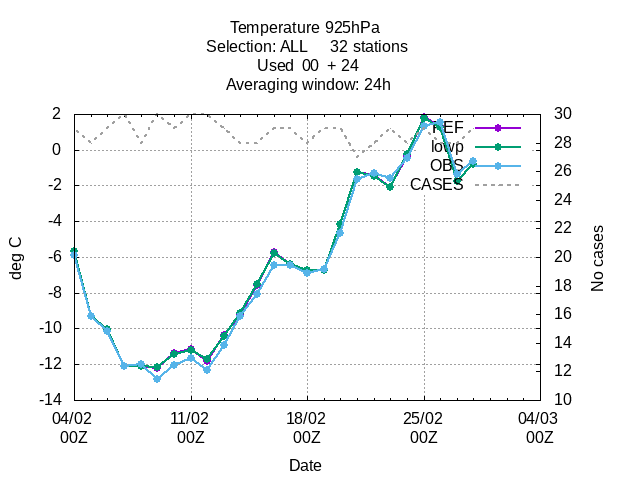 Temperature 925hPa
Selection: ALL     32 stations
Used  00  + 24
Averaging window: 24h
2
0
-2
-4
-6
-8
-10
-12
-14
deg C
30
28
26
24
22
20
18
16
14
12
10
No cases
REF
lowp
OBS
CASES
04/02 11/02 18/02 25/02 04/03
00Z 00Z 00Z 00Z 00Z
Date